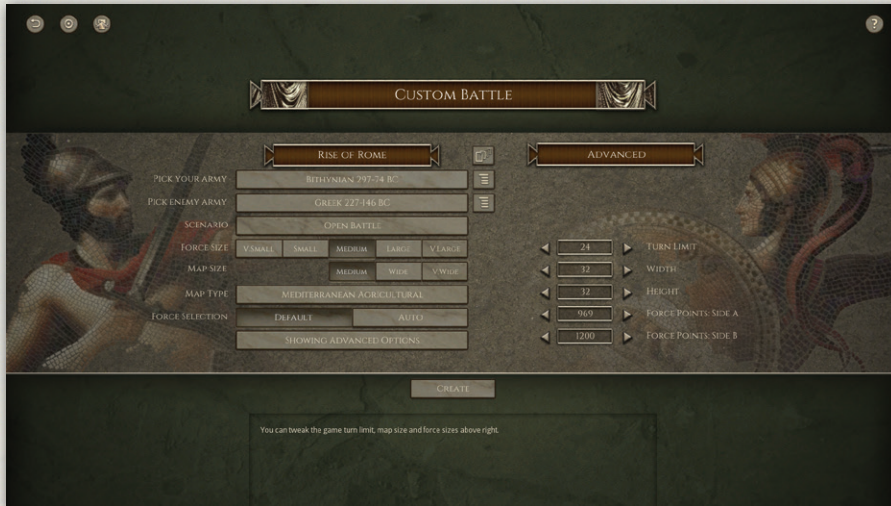 ?
CUSTOM BATTLE
RISE OF ROME
ADVANCED
PICK YOUR ARMY
BITHYNIAN 297-74 BC
PICK ENEMY ARMY
GREEK 227-146 BC
SCENARIO
OPEN BATTLE
FORCE SIZE
V.SMALL SMALL MEDIUM LARGE V.LARGE
24 TURN LIMIT
MAP SIZE
MEDIUM WIDE V.WIDE
32 WIDTH
MAP TYPE
MEDITERRANEAN AGRICULTURAL
32 HEIGHT
FORCE SELECTION
DEFAULT AUTO
969 FORCE POINTS: SIDE A
SHOWING ADVANCED OPTIONS
1200 FORCE POINTS: SIDE B
CREATE
You can tweak the game turn limit, map size and force sizes above right.